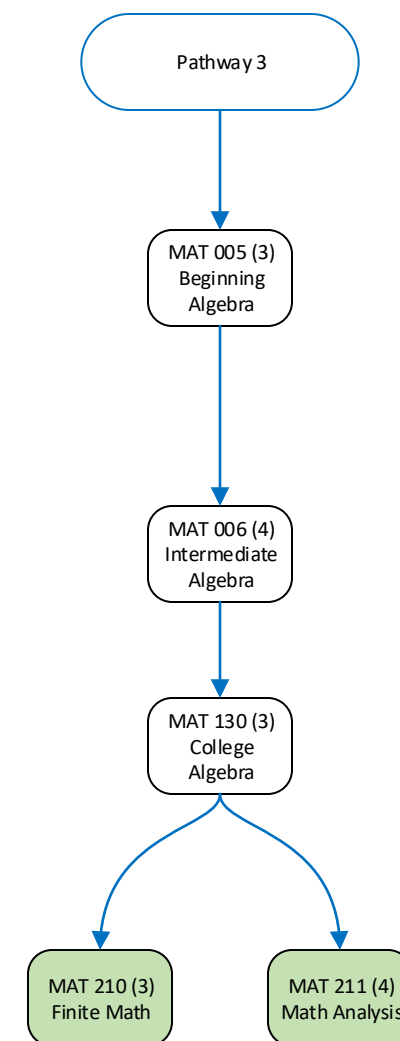 Pathway 3
MAT 005 (3)
Beginning
Algebra
MAT 006 (4)
Intermediate
Algebra
MAT 130 (3)
College
Algebra
MAT 210 (3)
Finite Math
MAT 211 (4)
Math Analysis